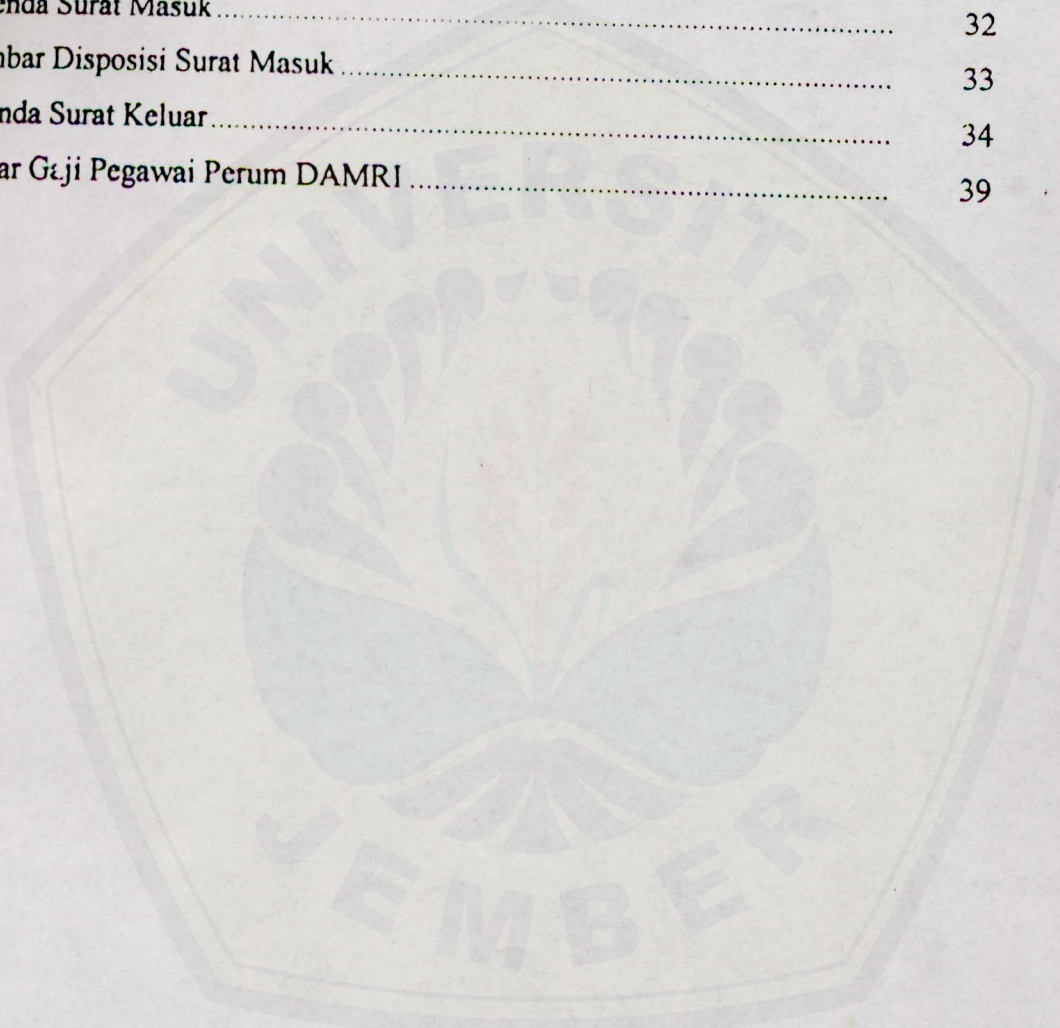 enda Surat Masuk ........................................ 32
nbar Disposisi Surat Masuk ........................................ 33
nda Surat Keluar ........................................ 34
ar Gaji Pegawai Perum DAMRI ........................................ 39
UNIVERSITAS
JEMBER